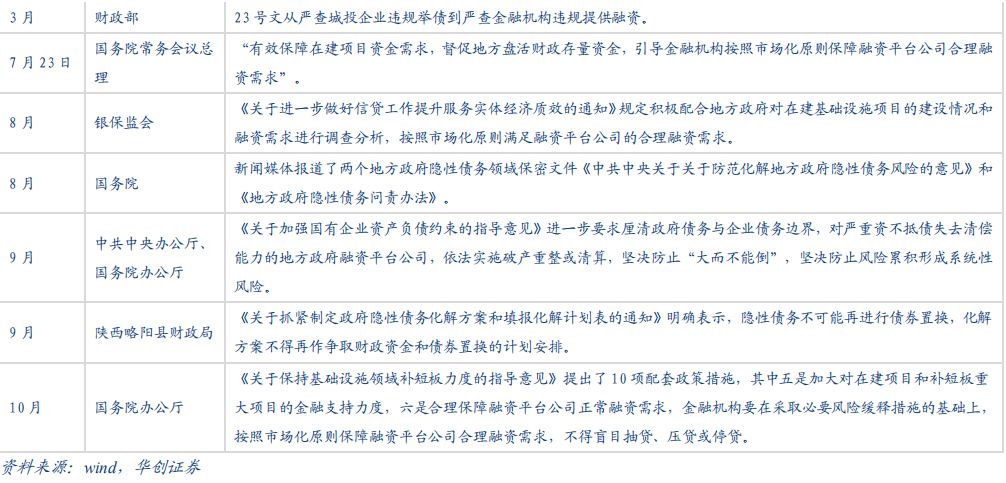 3 月 财政部 23 号文从严查城投企业违规举债到严查金融机构违规提供融资。
7 月 23 日
国务院常务会议总
理
“有效保障在建项目资金需求，督促地方盘活财政存量资金，引导金融机构按照市场化原则保障融资平台公司合理融
资需求”。
8 月
银保监会
《关于进一步做好信贷工作提升服务实体经济质效的通知》规定积极配合地方政府对在建基础设施项目的建设情况和
融资需求进行调查分析，按照市场化原则满足融资平台公司的合理融资需求。
8 月
国务院
新闻媒体报道了两个地方政府隐性债务领域保密文件《中共中央关于关于防范化解地方政府隐性债务风险的意见》和
《地方政府隐性债务问责办法》。
9 月
中共中央办公厅、
国务院办公厅
《关于加强国有企业资产负债约束的指导意见》进一步要求厘清政府债务与企业债务边界，对严重资不抵债失去清偿
能力的地方政府融资平台公司，依法实施破产重整或清算，坚决防止“大而不能倒”，坚决防止风险累积形成系统性
风险。
9 月
陕西略阳县财政局
《关于抓紧制定政府隐性债务化解方案和填报化解计划表的通知》明确表示，隐性债务不可能再进行债券置换，化解
方案不得再作争取财政资金和债券置换的计划安排。
10 月
国务院办公厅
《关于保持基础设施领域补短板力度的指导意见》提出了 10 项配套政策措施，其中五是加大对在建项目和补短板重
大项目的金融支持力度，六是合理保障融资平台公司正常融资需求，金融机构要在采取必要风险缓释措施的基础上，
按照市场化原则保障融资平台公司合理融资需求，不得盲目抽贷、压贷或停贷。
资料来源：wind，华创证券